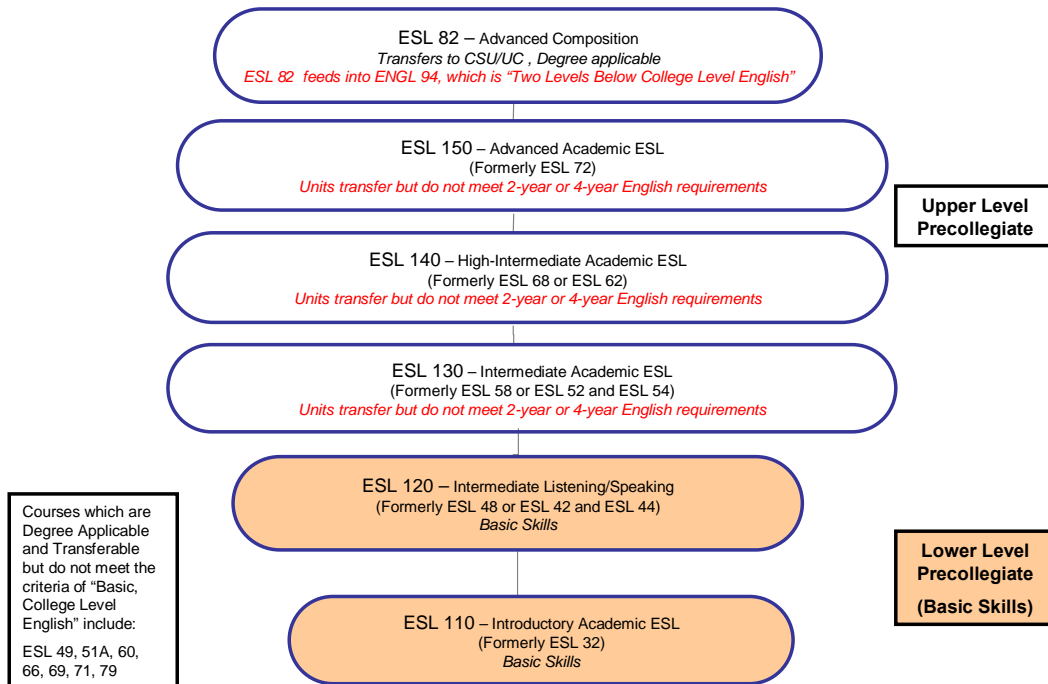 ESL 82 – Advanced Composition
Transfers to CSU/UC , Degree applicable
ESL 82 feeds into ENGL 94, which is “Two Levels Below College Level English”
ESL 150 – Advanced Academic ESL
(Formerly ESL 72)
Units transfer but do not meet 2-year or 4-year English requirements
Upper Level
Precollegiate
ESL 140 – High-Intermediate Academic ESL
(Formerly ESL 68 or ESL 62)
Units transfer but do not meet 2-year or 4-year English requirements
ESL 130 – Intermediate Academic ESL
(Formerly ESL 58 or ESL 52 and ESL 54)
Units transfer but do not meet 2-year or 4-year English requirements
ESL 120 – Intermediate Listening/Speaking
(Formerly ESL 48 or ESL 42 and ESL 44)
Basic Skills
Courses which are
Degree Applicable
and Transferable
but do not meet the
criteria of “Basic,
College Level
English” include:
ESL 49, 51A, 60,
66, 69, 71, 79
Lower Level
Precollegiate
(Basic Skills)
ESL 110 – Introductory Academic ESL
(Formerly ESL 32)
Basic Skills